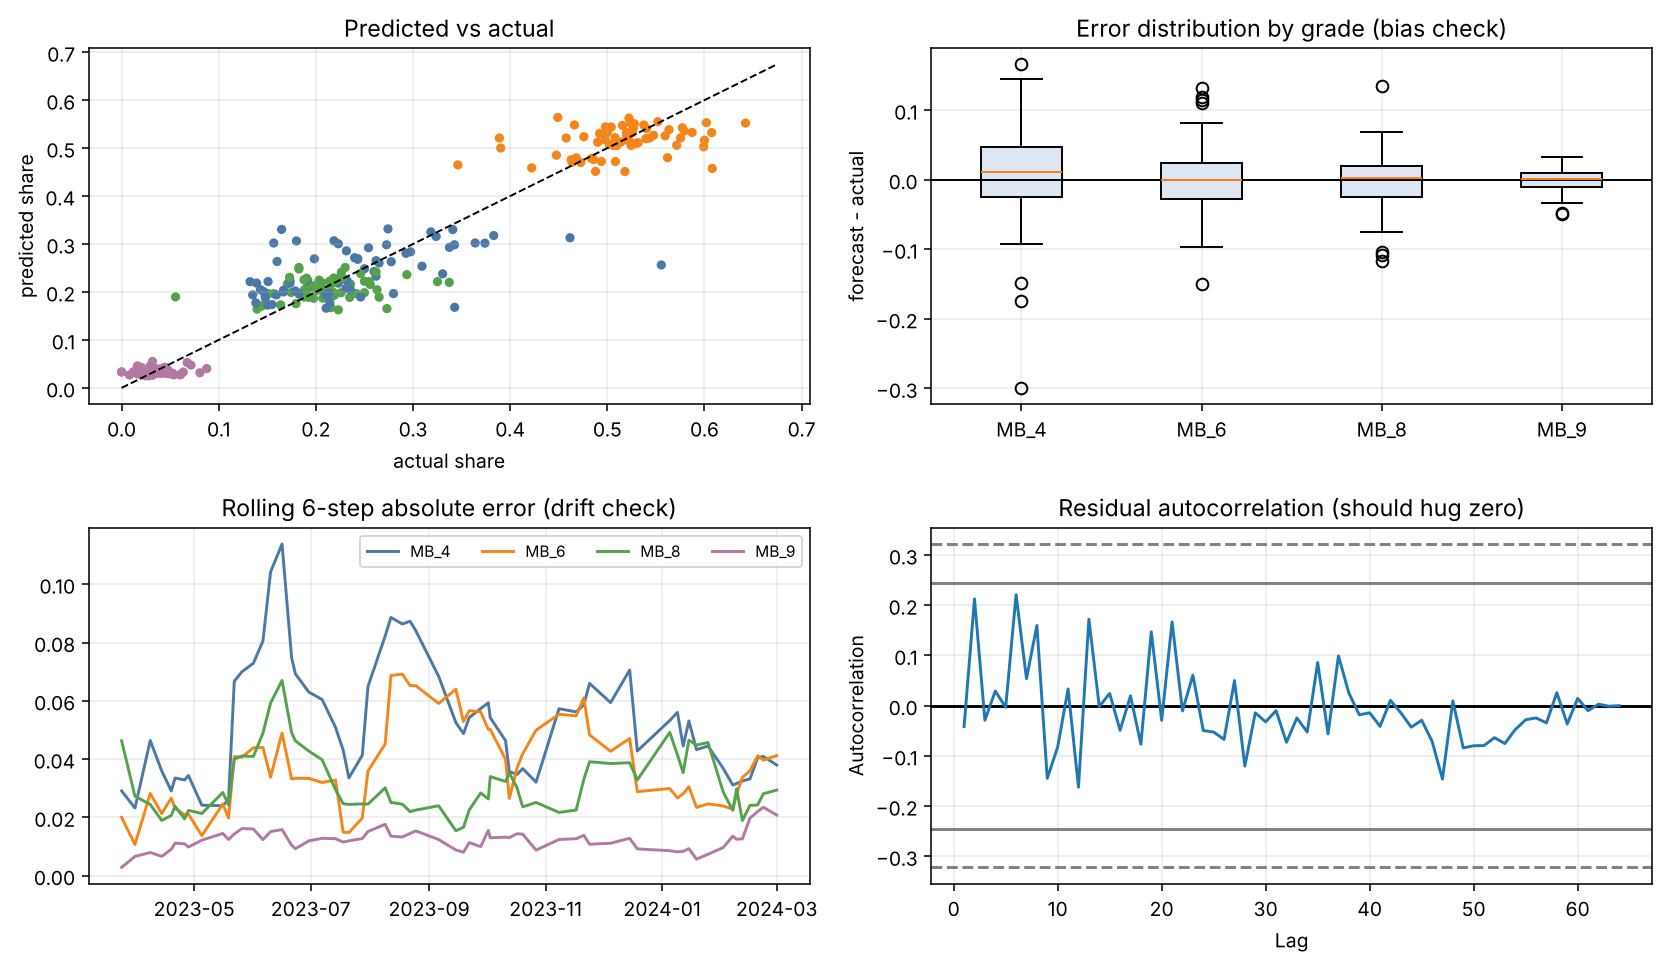 Predicted vs actual
0.7
0.6
0.5
0.4
0.3
0.2
0.1
0.0
predicted share
0.0 0.1 0.2 0.3 0.4 0.5 0.6 0.7
actual share
Error distribution by grade (bias check)
0.1
0.0
−0.1
−0.2
−0.3
forecast - actual
MB_4 MB_6 MB_8 MB_9
Rolling 6-step absolute error (drift check)
MB_4 MB_6 MB_8 MB_9
0.10
0.08
0.06
0.04
0.02
0.00
2023-05 2023-07 2023-09 2023-11 2024-01 2024-03
Residual autocorrelation (should hug zero)
0.3
0.2
0.1
0.0
−0.1
−0.2
−0.3
Autocorrelation
0 10 20 30 40 50 60
Lag